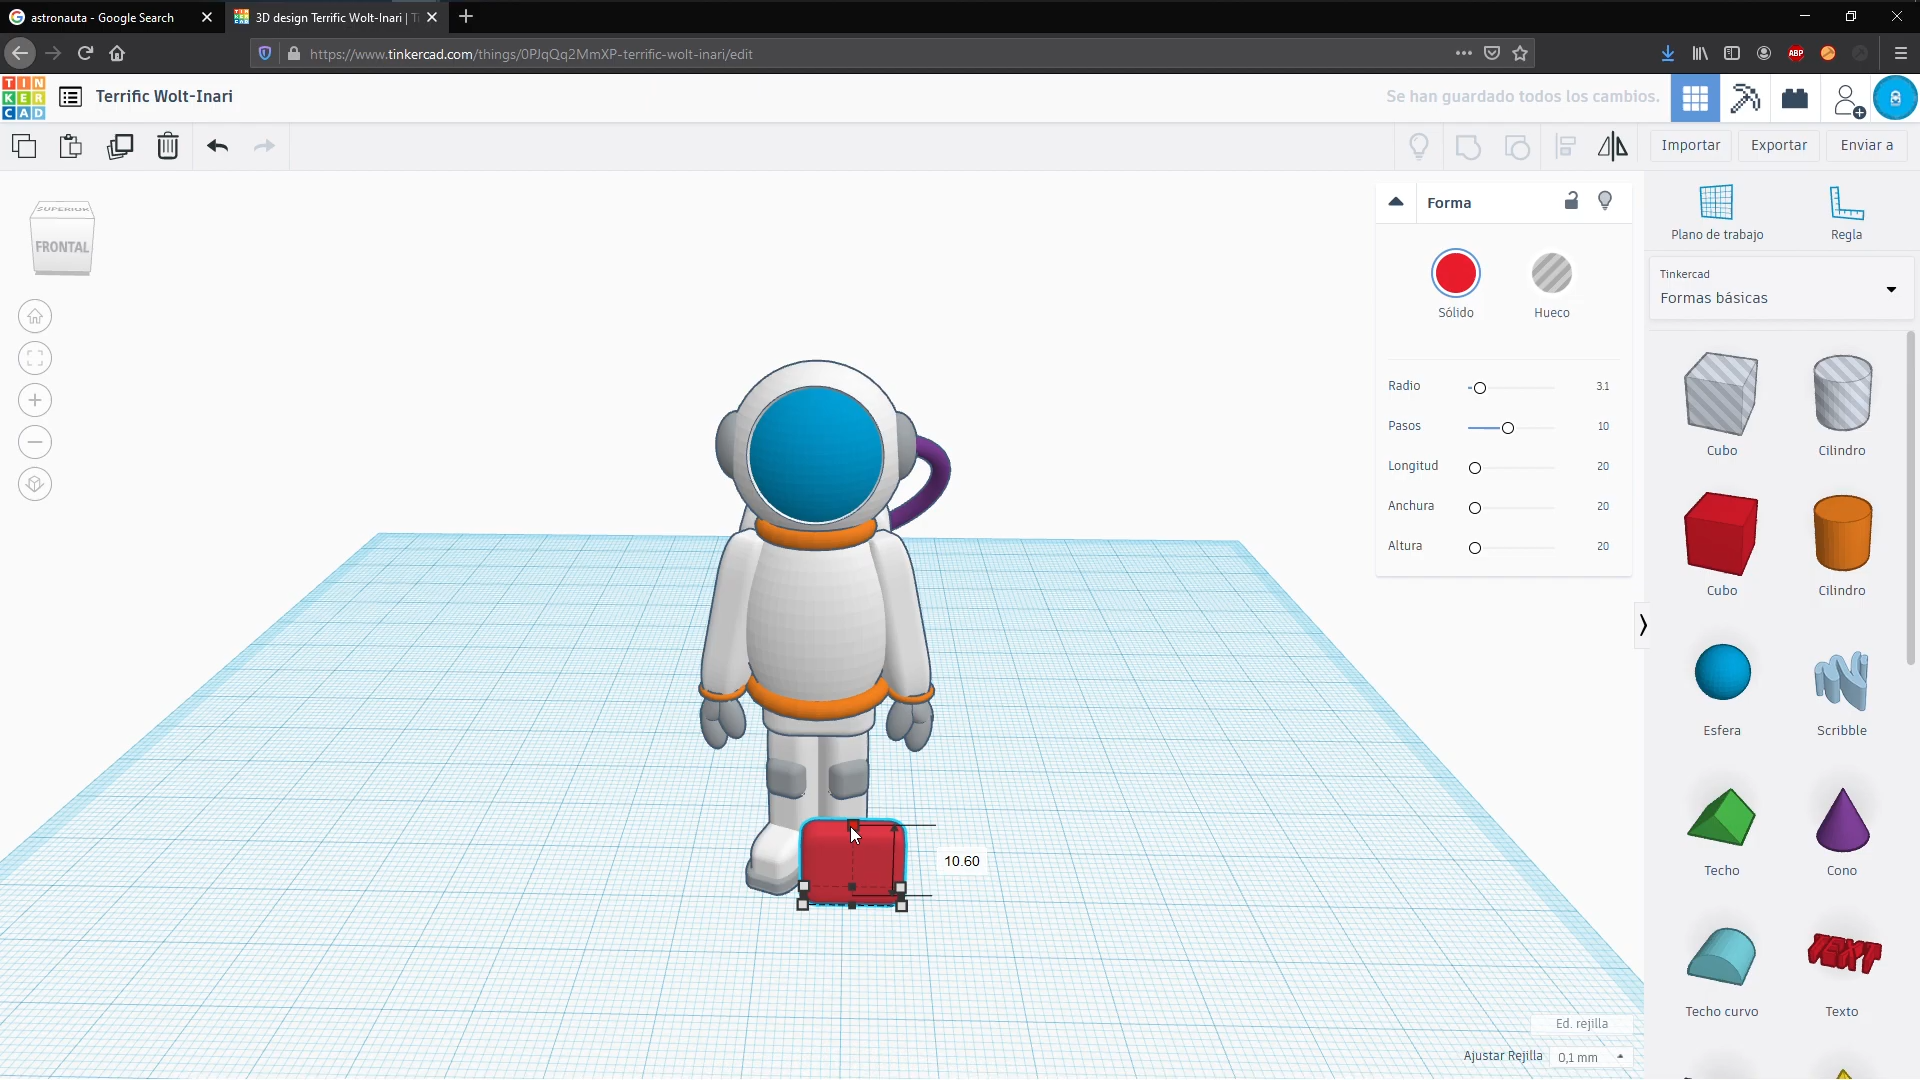 astronauta - Google Search
3D design Terrific Wolt-Inari | T
https://www.tinkercad.com/things/0PJqQq2MmXP-terrific-wolt-inari/edit
ABP
TIN
KER
CAD
Terrific Wolt-Inari
Se han guardado todos los cambios.
Importar
Exportar
Enviar a
SUPERIOR
FRONTAL
Forma
Sólido
Hueco
Radio
3.1
Pasos
10
Longitud
20
Anchura
20
Altura
20
Plano de trabajo
Regla
Tinkercad
Formas básicas
Cubo
Cilindro
Cubo
Cilindro
Esfera
Scribble
Techo
Cono
TEXT
Techo curvo
Texto
10.60
Ed. rejilla
Ajustar Rejilla
0,1 mm